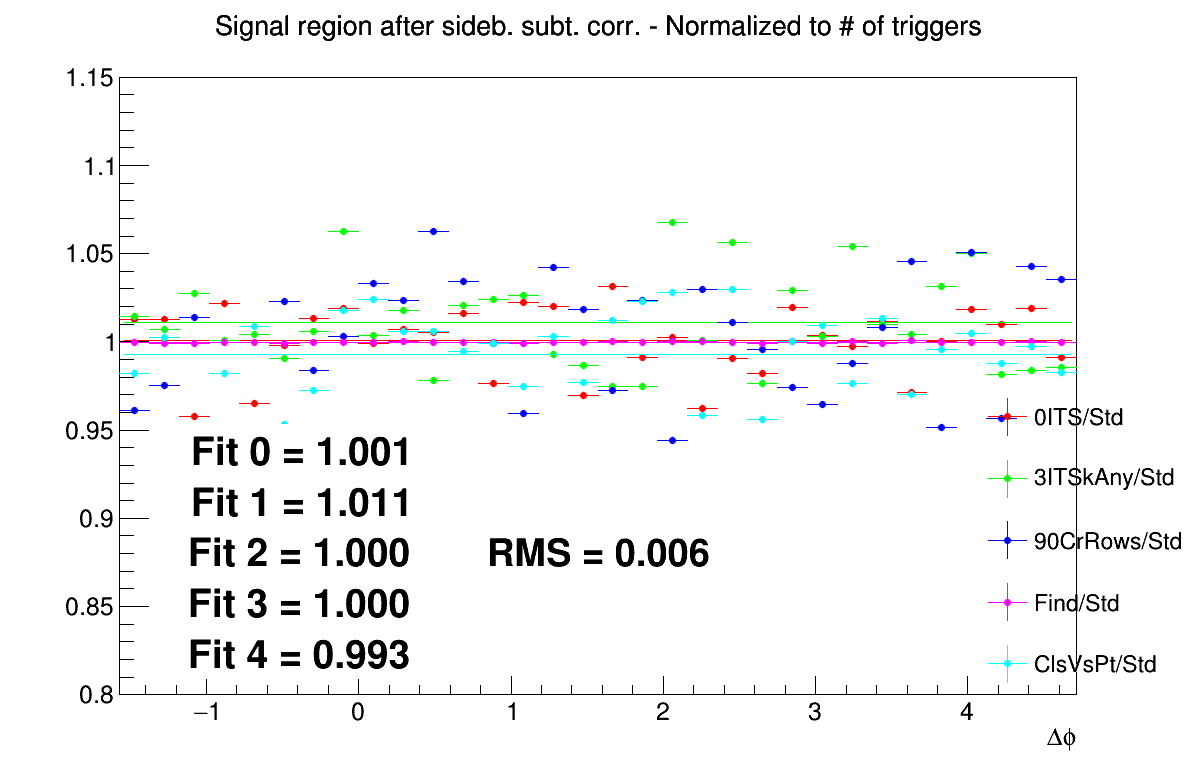 Signal region after sideb. subt. corr. - Normalized to # of triggers
1.15
1.1
1.05
1
0.95
0.9
0.85
0.8
Fit 0 = 1.001
Fit 1 = 1.011
Fit 2 = 1.000
RMS = 0.006
Fit 3 = 1.000
Fit 4 = 0.993
0ITS/Std
3ITSkAny/Std
90CrRows/Std
Find/Std
ClsVsPt/Std
−1 0 1 2 3 4
Δϕ